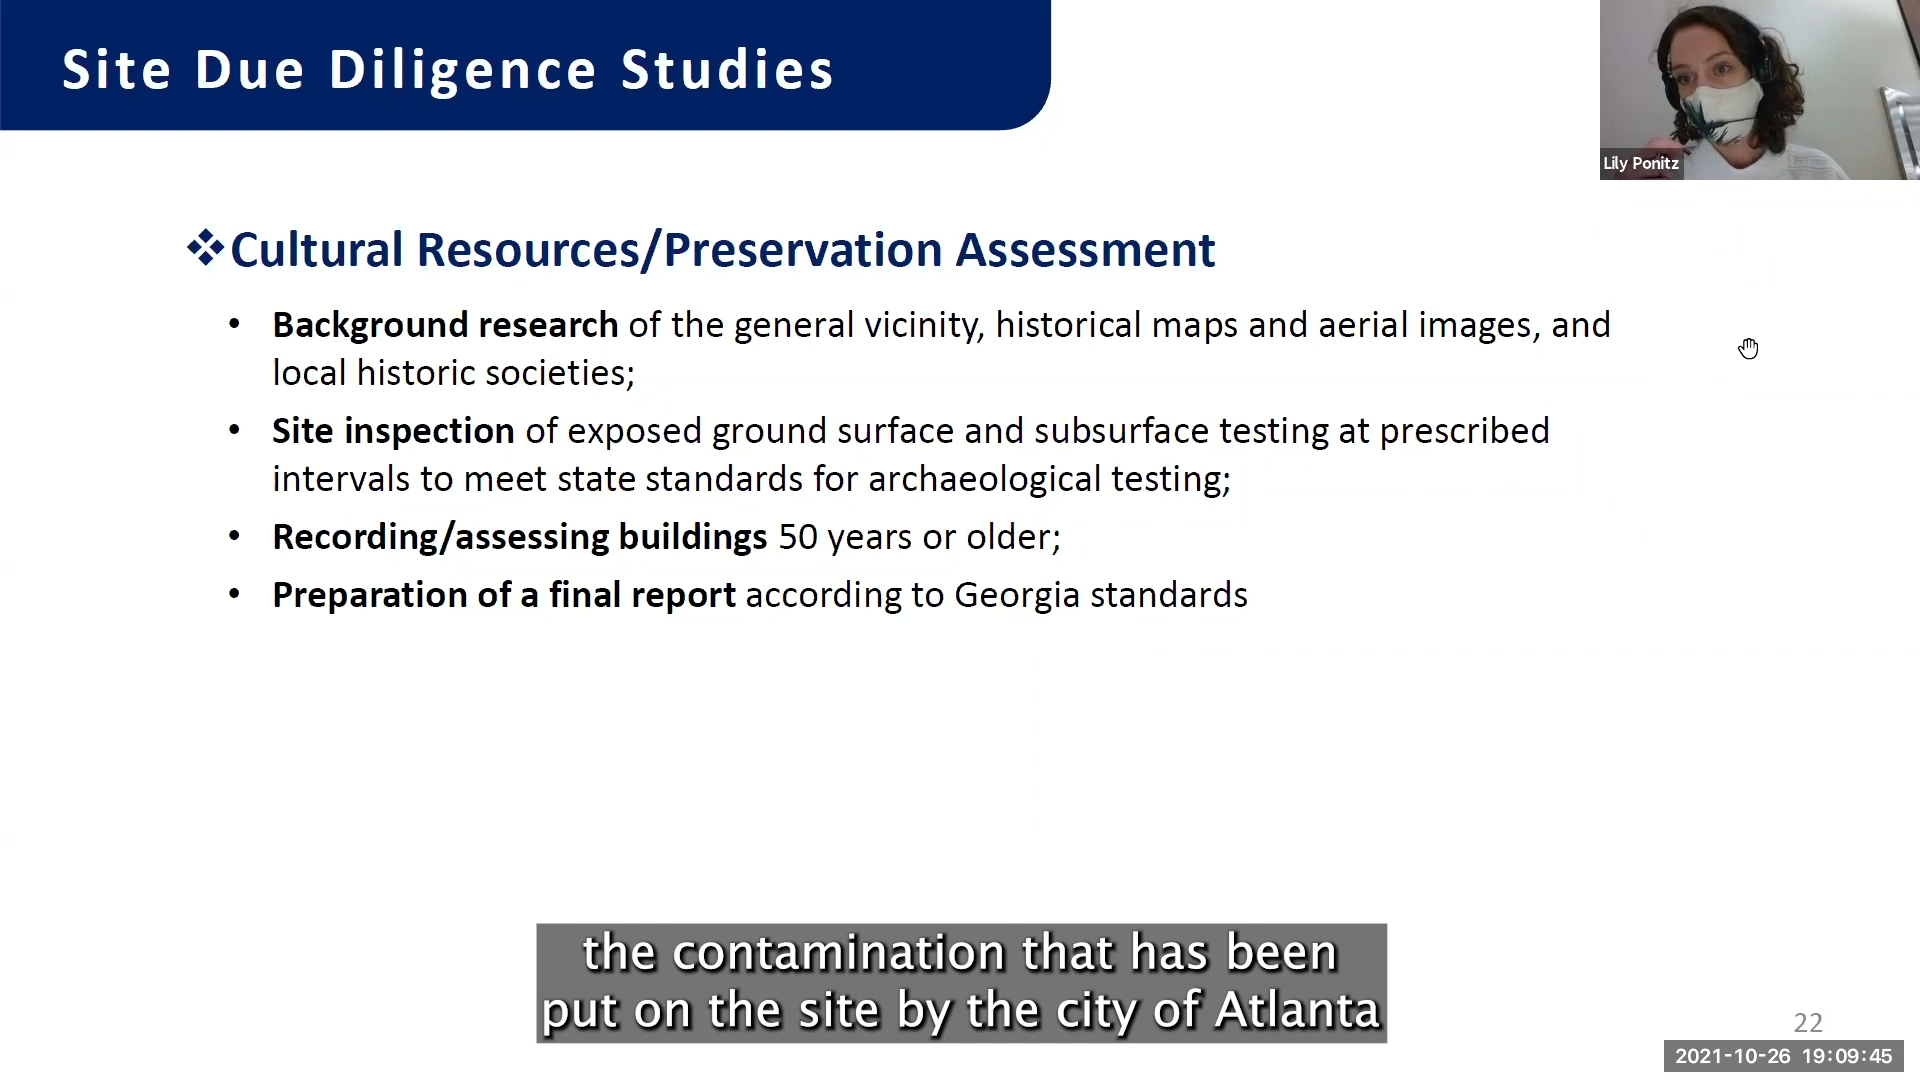 Site Due Diligence Studies
Lily Ponitz
❖Cultural Resources/Preservation Assessment
• Background research of the general vicinity, historical maps and aerial images, and
local historic societies;
• Site inspection of exposed ground surface and subsurface testing at prescribed
intervals to meet state standards for archaeological testing;
• Recording/assessing buildings 50 years or older;
• Preparation of a final report according to Georgia standards
the contamination that has been
put on the site by the city of Atlanta
22
2021-10-26 19:09:45